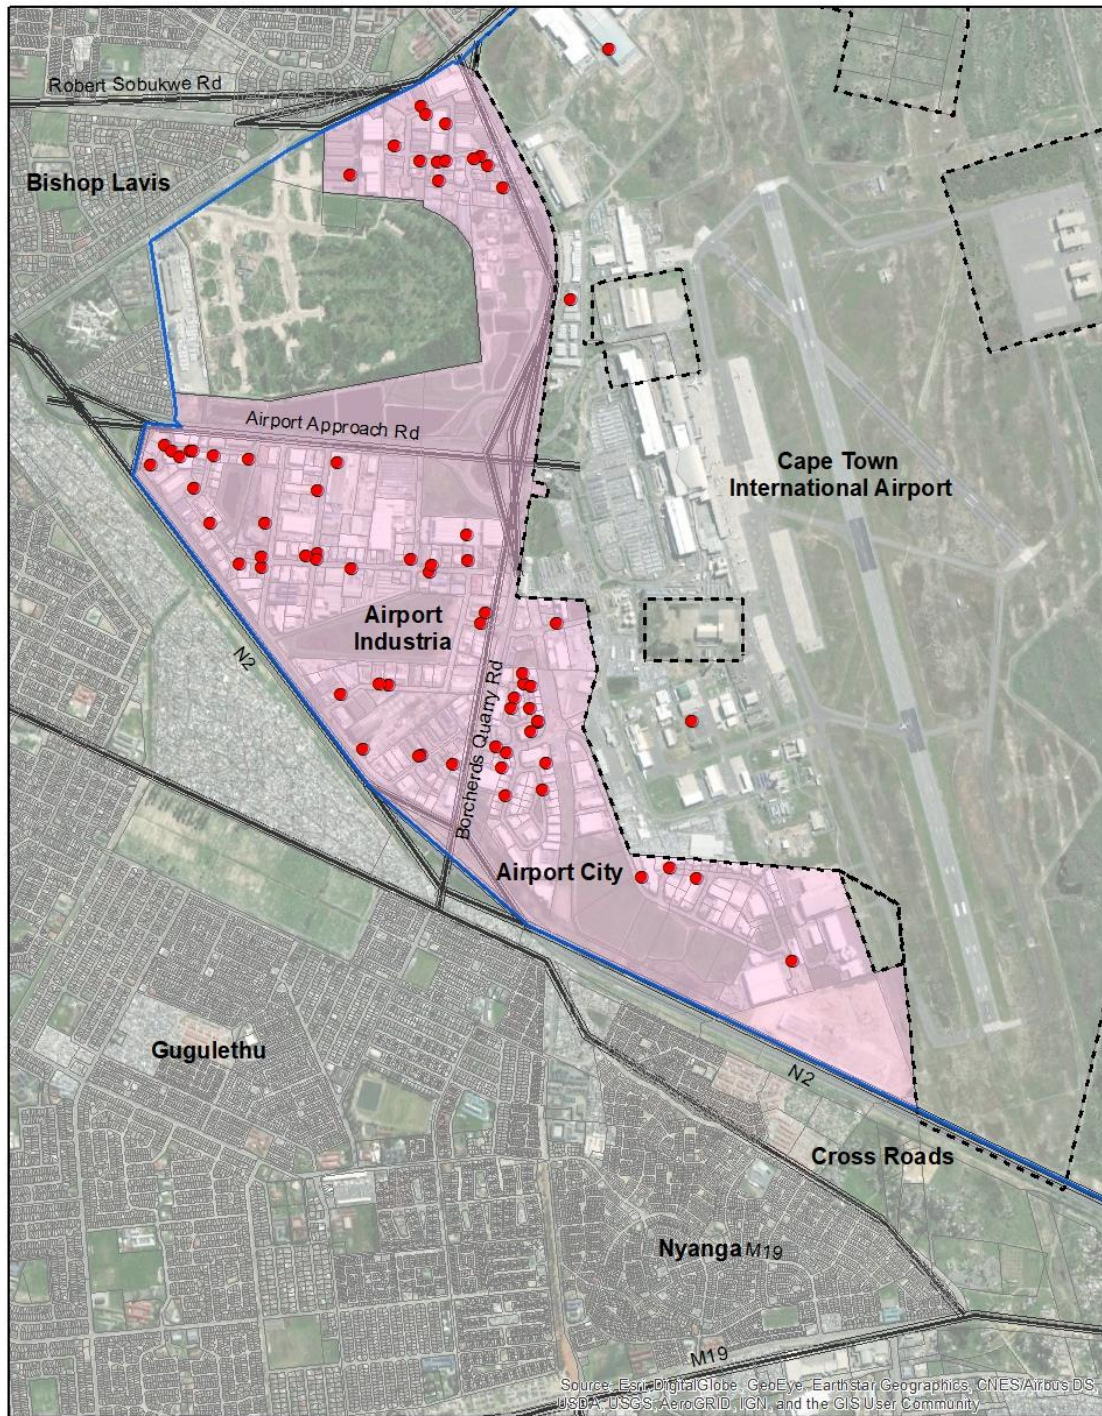 Robert Sobukwe Rd
Bishop Lavis
Airport Approach Rd
Cape Town
International Airport
Airport
Industria
N2
Borcherds Quarry Rd
Airport City
Gugulethu
N2
Cross Roads
Nyanga
M19
M19
Source: Esri, DigitalGlobe, GeoEye, Earthstar Geographics, CNES/Airbus DS,
USDA, USGS, AeroGRID, IGN, and the GIS User Community